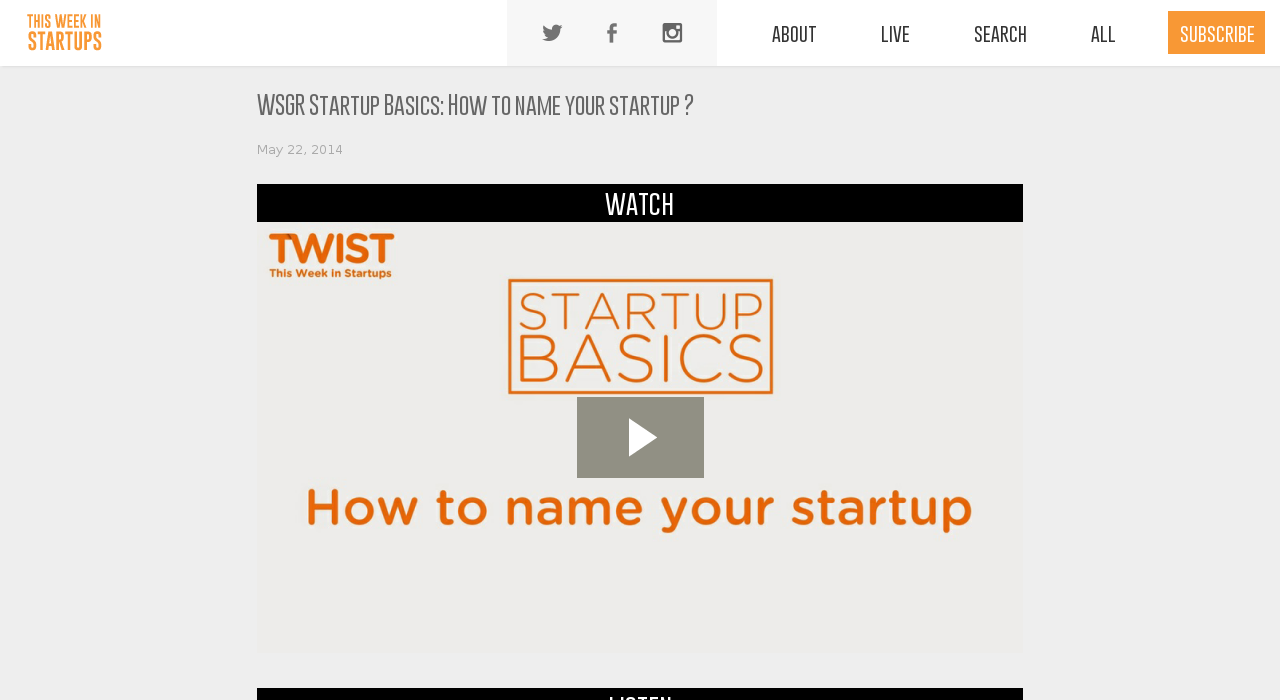 THIS WEEK IN
STARTUPS
ABOUT
LIVE
SEARCH
ALL
SUBSCRIBE
WSGR Startup Basics: How to name your startup ?
May 22, 2014
WATCH
TWIST
This Week in Startups
STARTUP
BASICS
How to name your startup
LISTEN